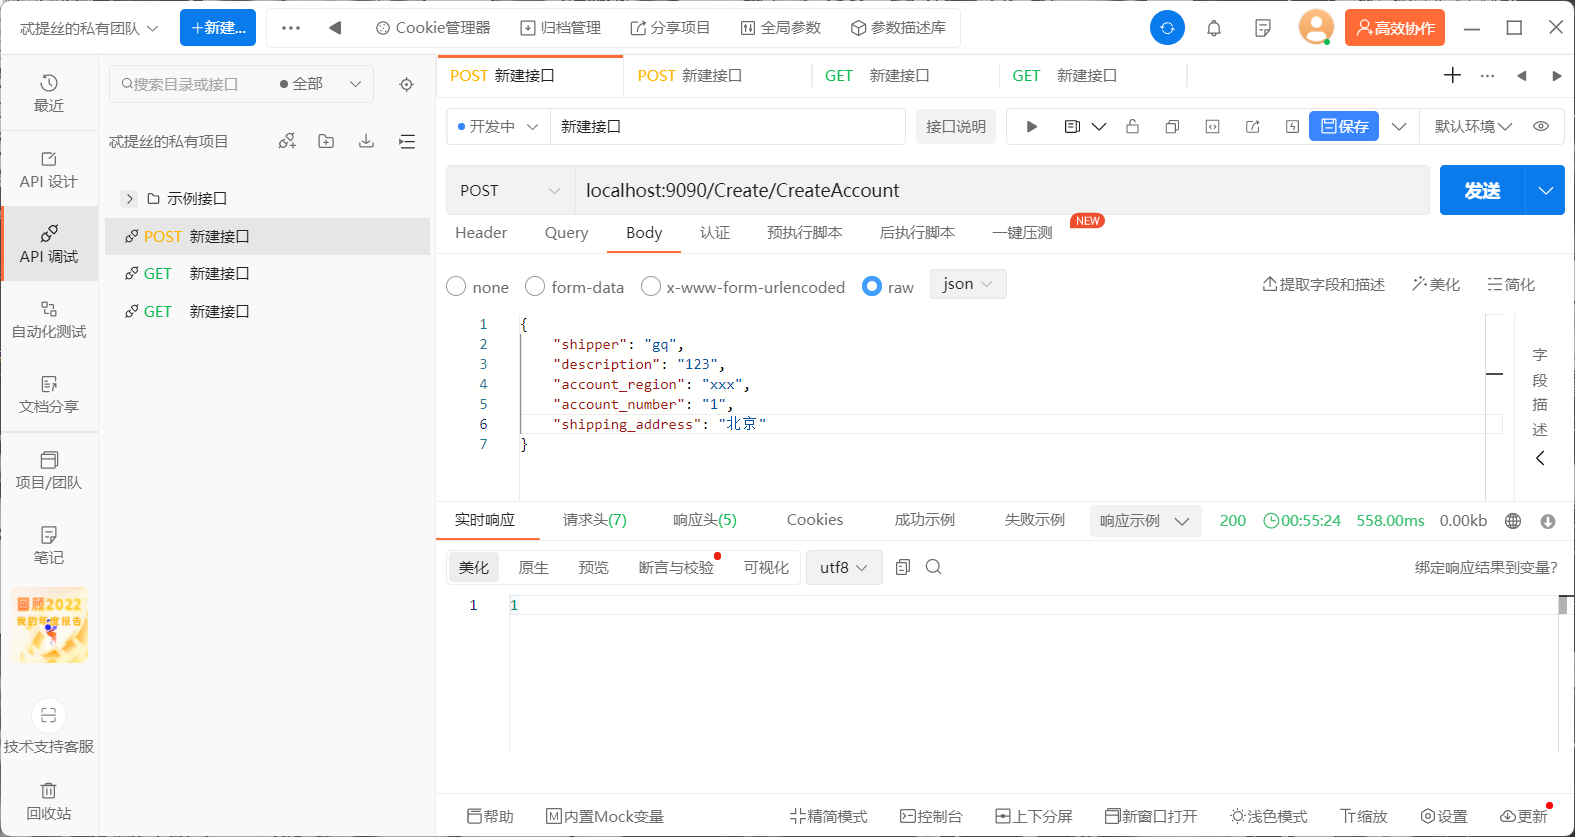 忒提丝的私有团队
+新建...
Cookie管理器
归档管理
分享项目
全局参数
参数描述库
高效协作
最近
API 设计
API 调试
自动化测试
文档分享
项目/团队
笔记
回顾2022
我的年度报告
技术支持客服
回收站
搜索目录或接口
全部
忒提丝的私有项目
示例接口
POST 新建接口
GET 新建接口
GET 新建接口
POST 新建接口
POST 新建接口
GET 新建接口
GET 新建接口
开发中
新建接口
接口说明
保存
默认环境
POST
localhost:9090/Create/CreateAccount
发送
Header
Query
Body
认证
预执行脚本
后执行脚本
一键压测
NEW
none
form-data
x-www-form-urlencoded
raw
json
提取字段和描述
美化
简化
1 {
2 "shipper": "gq",
3 "description": "123",
4 "account_region": "xxx",
5 "account_number": "1",
6 "shipping_address": "北京"
7 }
字
段
描
述
实时响应
请求头(7)
响应头(5)
Cookies
成功示例
失败示例
响应示例
200
00:55:24
558.00ms
0.00kb
美化
原生
预览
断言与校验
可视化
utf8
绑定响应结果到变量?
1 1
帮助
内置Mock变量
精简模式
控制台
上下分屏
新窗口打开
浅色模式
缩放
设置
更新